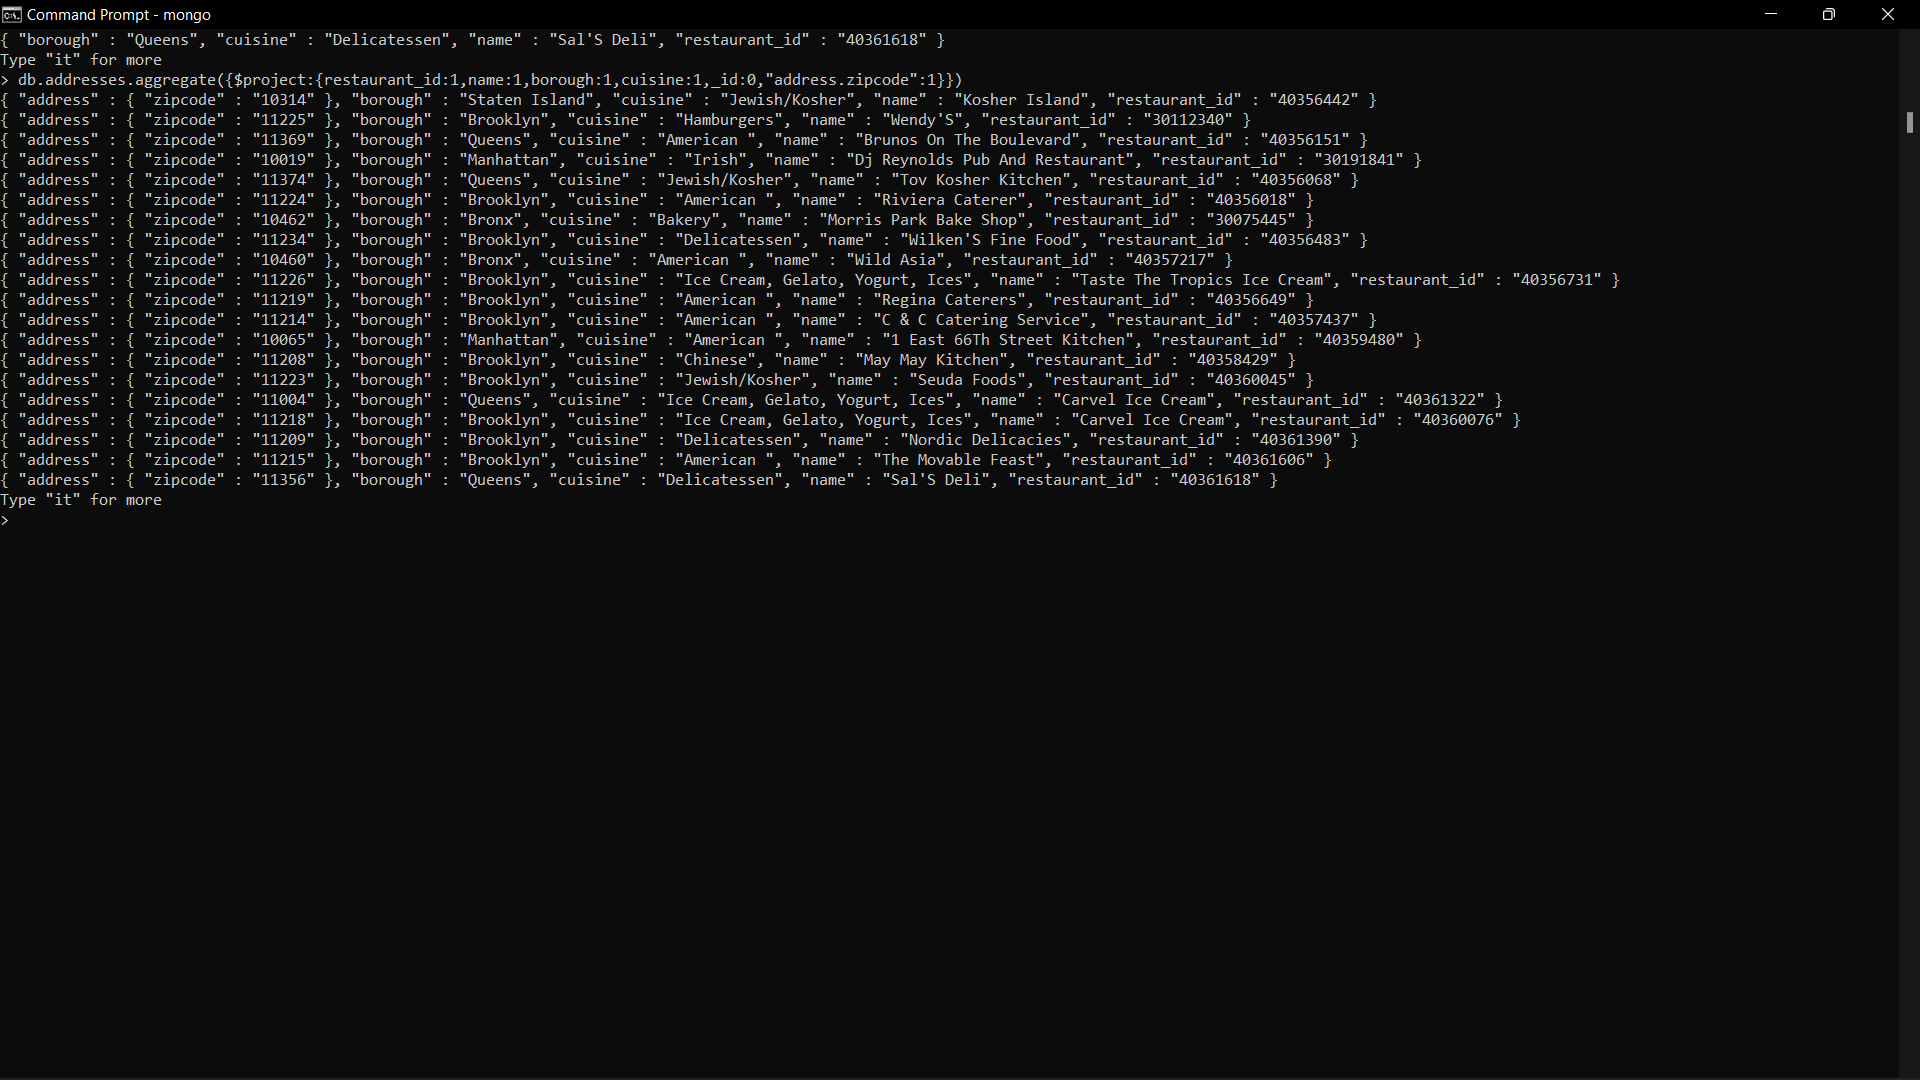 Command Prompt - mongo
{ "borough" : "Queens", "cuisine" : "Delicatessen", "name" : "Sal'S Deli", "restaurant_id" : "40361618" }
Type "it" for more
> db.addresses.aggregate({$project:{restaurant_id:1,name:1,borough:1,cuisine:1,_id:0,"address.zipcode":1}})
{ "address" : { "zipcode" : "10314" }, "borough" : "Staten Island", "cuisine" : "Jewish/Kosher", "name" : "Kosher Island", "restaurant_id" : "40356442" }
{ "address" : { "zipcode" : "11225" }, "borough" : "Brooklyn", "cuisine" : "Hamburgers", "name" : "Wendy'S", "restaurant_id" : "30112340" }
{ "address" : { "zipcode" : "11369" }, "borough" : "Queens", "cuisine" : "American ", "name" : "Brunos On The Boulevard", "restaurant_id" : "40356151" }
{ "address" : { "zipcode" : "10019" }, "borough" : "Manhattan", "cuisine" : "Irish", "name" : "Dj Reynolds Pub And Restaurant", "restaurant_id" : "30191841" }
{ "address" : { "zipcode" : "11374" }, "borough" : "Queens", "cuisine" : "Jewish/Kosher", "name" : "Tov Kosher Kitchen", "restaurant_id" : "40356068" }
{ "address" : { "zipcode" : "11224" }, "borough" : "Brooklyn", "cuisine" : "American ", "name" : "Riviera Caterer", "restaurant_id" : "40356018" }
{ "address" : { "zipcode" : "10462" }, "borough" : "Bronx", "cuisine" : "Bakery", "name" : "Morris Park Bake Shop", "restaurant_id" : "30075445" }
{ "address" : { "zipcode" : "11234" }, "borough" : "Brooklyn", "cuisine" : "Delicatessen", "name" : "Wilken'S Fine Food", "restaurant_id" : "40356483" }
{ "address" : { "zipcode" : "10460" }, "borough" : "Bronx", "cuisine" : "American ", "name" : "Wild Asia", "restaurant_id" : "40357217" }
{ "address" : { "zipcode" : "11226" }, "borough" : "Brooklyn", "cuisine" : "Ice Cream, Gelato, Yogurt, Ices", "name" : "Taste The Tropics Ice Cream", "restaurant_id" : "40356731" }
{ "address" : { "zipcode" : "11219" }, "borough" : "Brooklyn", "cuisine" : "American ", "name" : "Regina Caterers", "restaurant_id" : "40356649" }
{ "address" : { "zipcode" : "11214" }, "borough" : "Brooklyn", "cuisine" : "American ", "name" : "C & C Catering Service", "restaurant_id" : "40357437" }
{ "address" : { "zipcode" : "10065" }, "borough" : "Manhattan", "cuisine" : "American ", "name" : "1 East 66Th Street Kitchen", "restaurant_id" : "40359480" }
{ "address" : { "zipcode" : "11208" }, "borough" : "Brooklyn", "cuisine" : "Chinese", "name" : "May May Kitchen", "restaurant_id" : "40358429" }
{ "address" : { "zipcode" : "11223" }, "borough" : "Brooklyn", "cuisine" : "Jewish/Kosher", "name" : "Seuda Foods", "restaurant_id" : "40360045" }
{ "address" : { "zipcode" : "11004" }, "borough" : "Queens", "cuisine" : "Ice Cream, Gelato, Yogurt, Ices", "name" : "Carvel Ice Cream", "restaurant_id" : "40361322" }
{ "address" : { "zipcode" : "11218" }, "borough" : "Brooklyn", "cuisine" : "Ice Cream, Gelato, Yogurt, Ices", "name" : "Carvel Ice Cream", "restaurant_id" : "40360076" }
{ "address" : { "zipcode" : "11209" }, "borough" : "Brooklyn", "cuisine" : "Delicatessen", "name" : "Nordic Delicacies", "restaurant_id" : "40361390" }
{ "address" : { "zipcode" : "11215" }, "borough" : "Brooklyn", "cuisine" : "American ", "name" : "The Movable Feast", "restaurant_id" : "40361606" }
{ "address" : { "zipcode" : "11356" }, "borough" : "Queens", "cuisine" : "Delicatessen", "name" : "Sal'S Deli", "restaurant_id" : "40361618" }
Type "it" for more
>